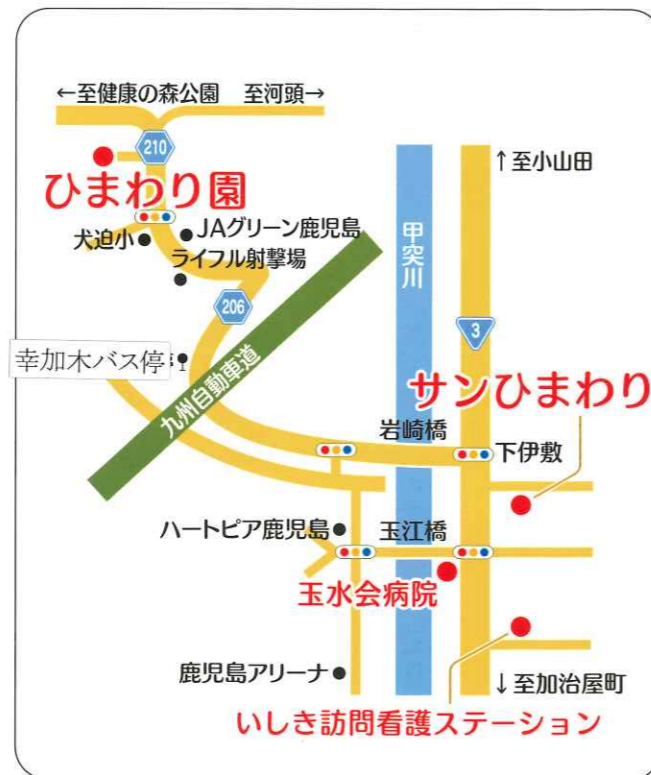 ←至健康の森公園　至河頭→
210
ひまわり園
↑至小山田
JAグリーン鹿児島
犬迫小
ライフル射撃場
甲突川
206
3
幸加木バス停
九州自動車道
サンひまわり
岩崎橋
下伊敷
ハートピア鹿児島
玉江橋
玉水会病院
鹿児島アリーナ
↓至加治屋町
いしき訪問看護ステーション